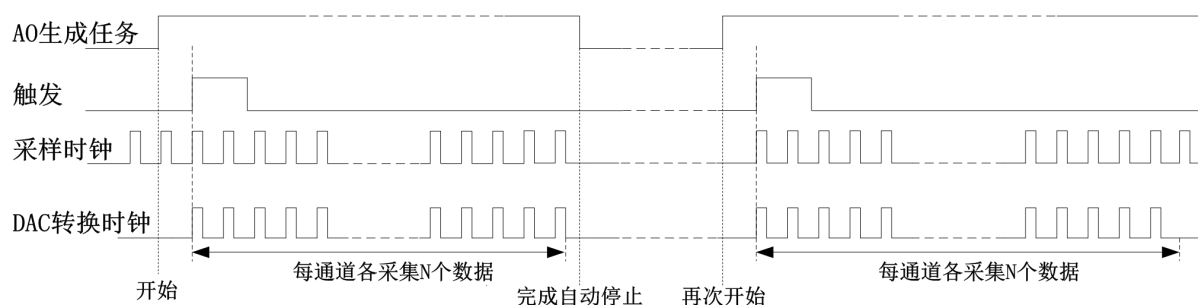 AO生成任务
触发
采样时钟
DAC转换时钟
每通道各采集N个数据 每通道各采集N个数据
开始 完成自动停止 再次开始